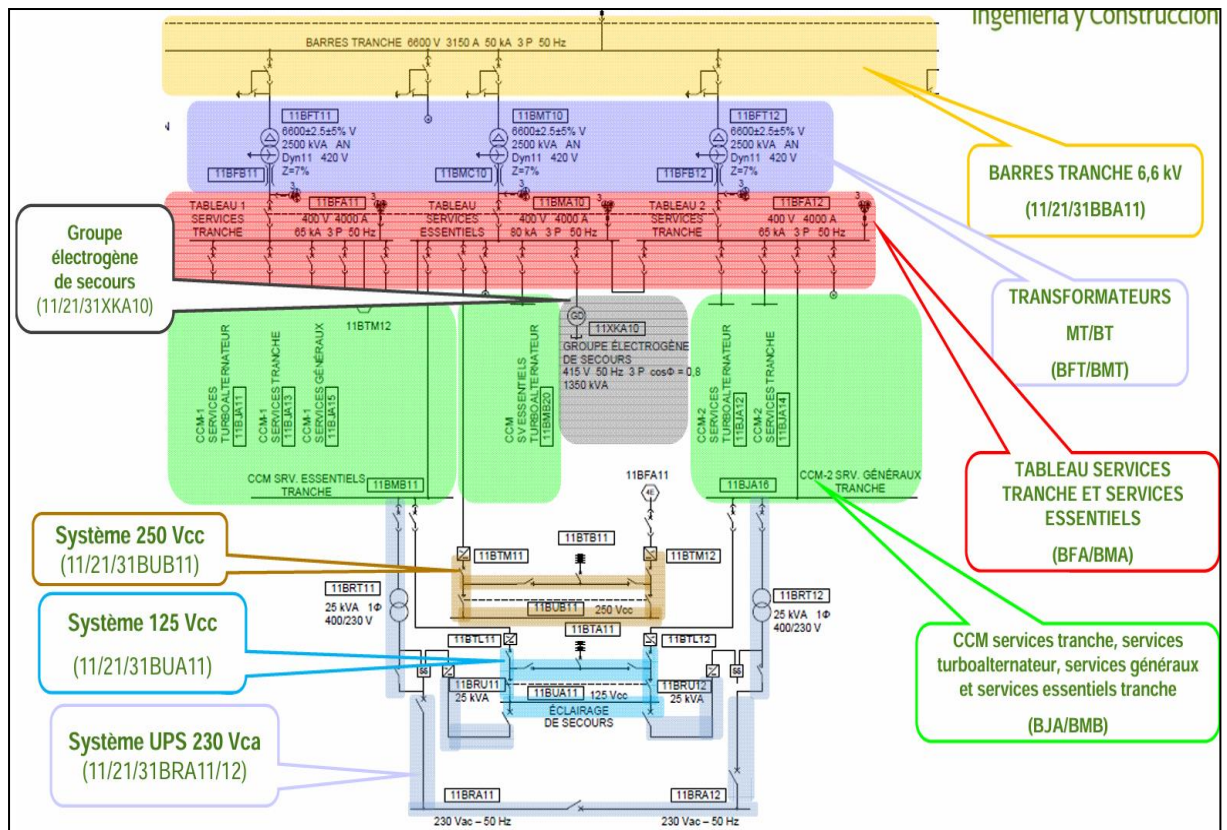 Ingeniería y Construcción
BARRES TRANCHE 6600 V 3150 A 50 kA 3 P 50 Hz
11BFT11
6600±2.5±5% V
2500 kVA AN
Dyn11 420 V
Z=7%
11BFB11
11BMT10
6600±2.5±5% V
2500 kVA AN
Dyn11 420 V
Z=7%
11BMC10
11BFT12
6600±2.5±5% V
2500 kVA AN
Dyn11 420 V
Z=7%
11BFB12
N
3
3
3
3
3
3
TABLEAU 1
SERVICES
TRANCHE
11BFA11
400 V 4000 A
65 kA 3 P 50 Hz
TABLEAU
SERVICES
ESSENTIELS
11BMA10
400 V 4000 A
80 kA 3 P 50 Hz
TABLEAU 2
SERVICES
TRANCHE
11BFA12
400 V 4000 A
65 kA 3 P 50 Hz
BARRES TRANCHE 6,6 kV
(11/21/31BBA11)
TRANSFORMATEURS
MT/BT
(BFT/BMT)
TABLEAU SERVICES
TRANCHE ET SERVICES
ESSENTIELS
(BFA/BMA)
CCM services tranche, services
turboalternateur, services généraux
et services essentiels tranche
(BJA/BMB)
Groupe
électrogène
de secours
(11/21/31XKA10)
11BTM12
CCM-1
SERVICES
TURBOALTERNATEUR
11BJA11
CCM-1
SERVICES TRANCHE
11BJA13
CCM-1
SERVICES GÉNÉRAUX
11BJA15
CCM
SV ESSENTIELS
TURBOALTERNATEUR
11BMB20
GD
11XKA10
GROUPE ÉLECTROGÈNE
DE SECOURS
415 V 50 Hz 3 P cosΦ = 0,8
1350 kVA
CCM-2
SERVICES
TURBOALTERNATEUR
11BJA12
CCM-2
SERVICES TRANCHE
11BJA14
CCM SRV. ESSENTIELS
TRANCHE
11BMB11
11BFA11
4E
11BJA16
CCM-2 SRV. GÉNÉRAUX
TRANCHE
Système 250 Vcc
(11/21/31BUB11)
Système 125 Vcc
(11/21/31BUA11)
Système UPS 230 Vca
(11/21/31BRA11/12)
11BTM11
11BTB11
11BTM12
11BUB11
250 Vcc
11BRT11
25 kVA 1Φ
400/230 V
11BRT12
25 kVA 1Φ
400/230 V
11BTL11
11BTA11
11BTL12
SS
SS
11BRU11
25 kVA
11BUA11
125 Vcc
11BRU12
25 kVA
ÉCLAIRAGE
DE SECOURS
11BRA11
11BRA12
230 Vac – 50 Hz
230 Vac – 50 Hz